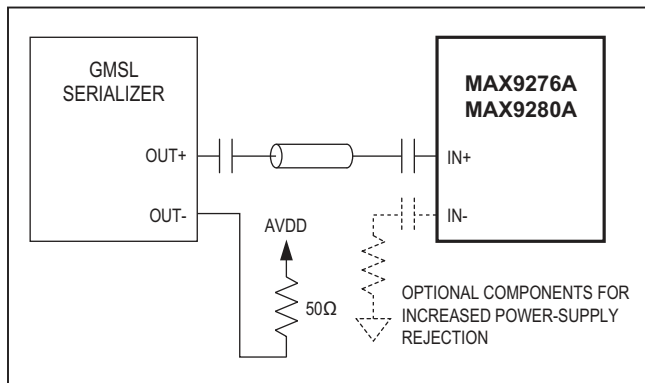 GMSL
SERIALIZER
MAX9276A
MAX9280A
OUT+
IN+
OUT-
IN-
AVDD
50Ω
OPTIONAL COMPONENTS FOR
INCREASED POWER-SUPPLY
REJECTION